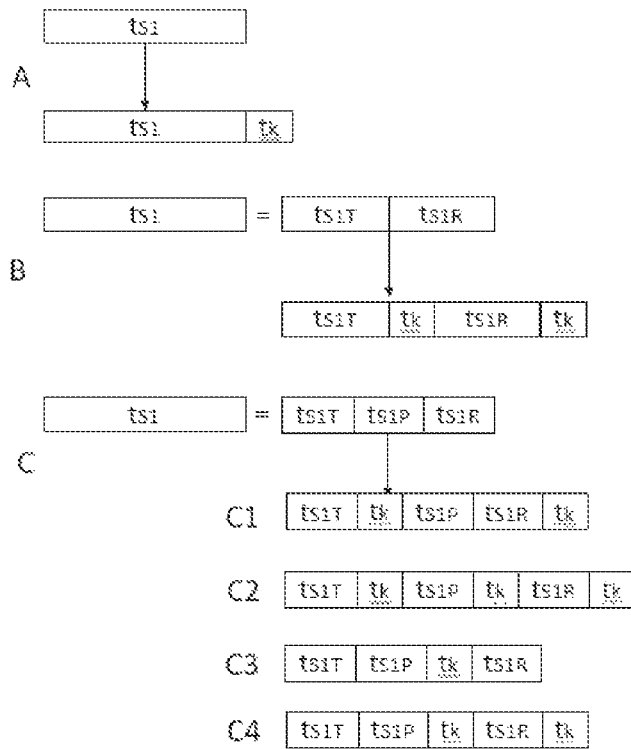 tS1
A
tS1 tk
tS1 = tS1T tS1R
B
tS1T tk tS1R tk
tS1 = tS1T tS1P tS1R
C
C1 tS1T tk tS1P tS1R tk
C2 tS1T tk tS1P tk tS1R tk
C3 tS1T tS1P tk tS1R
C4 tS1T tS1P tk tS1R tk